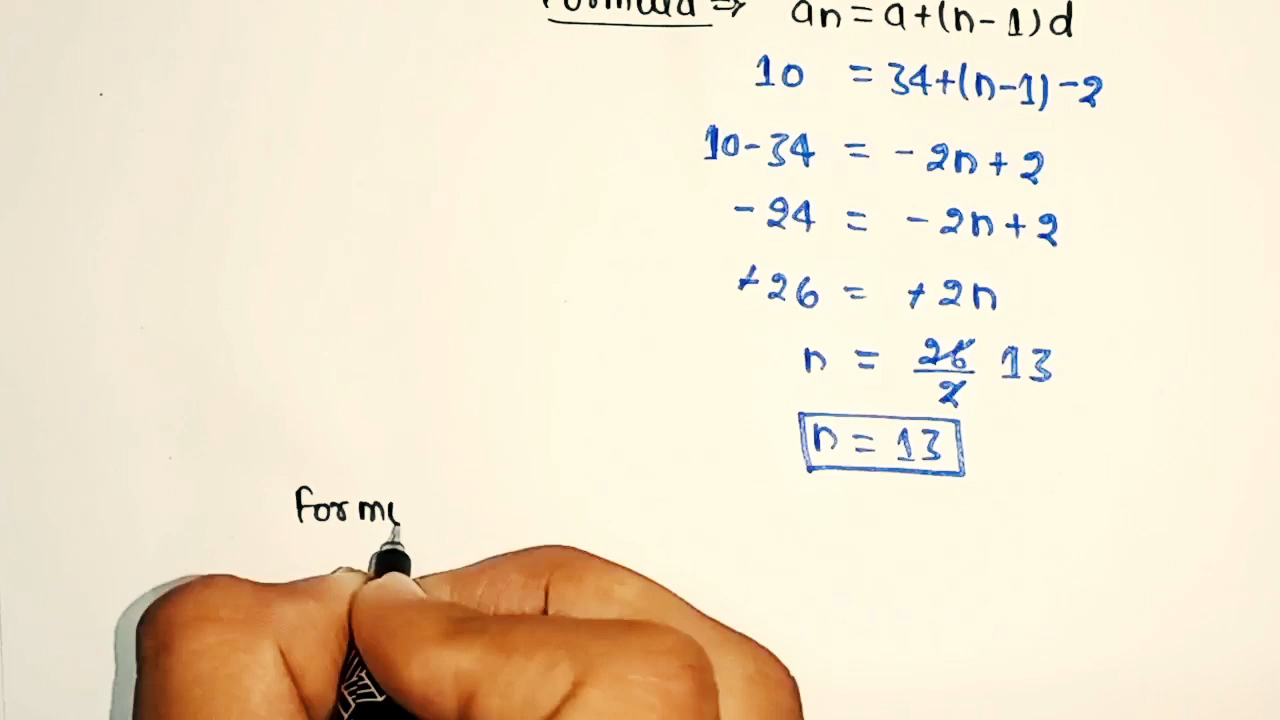 Formula ⇒ an = a+(n-1)d
10 = 34+(n-1)-2
10-34 = -2n+2
-24 = -2n+2
+26 = +2n
n = 26/2 13
n = 13